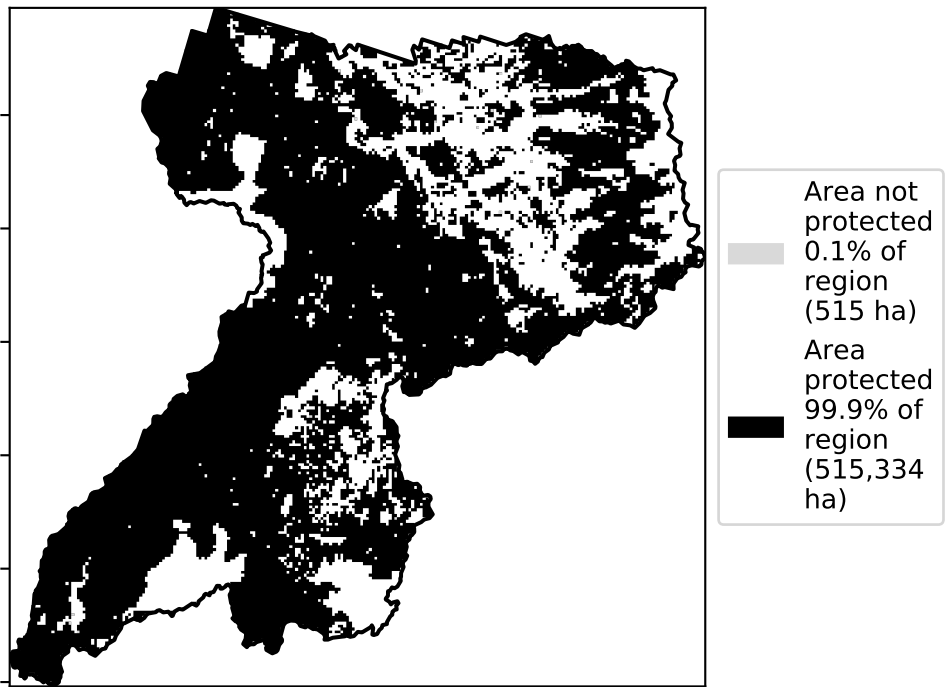 Area not
protected
0.1% of
region
(515 ha)
Area
protected
99.9% of
region
(515,334
ha)